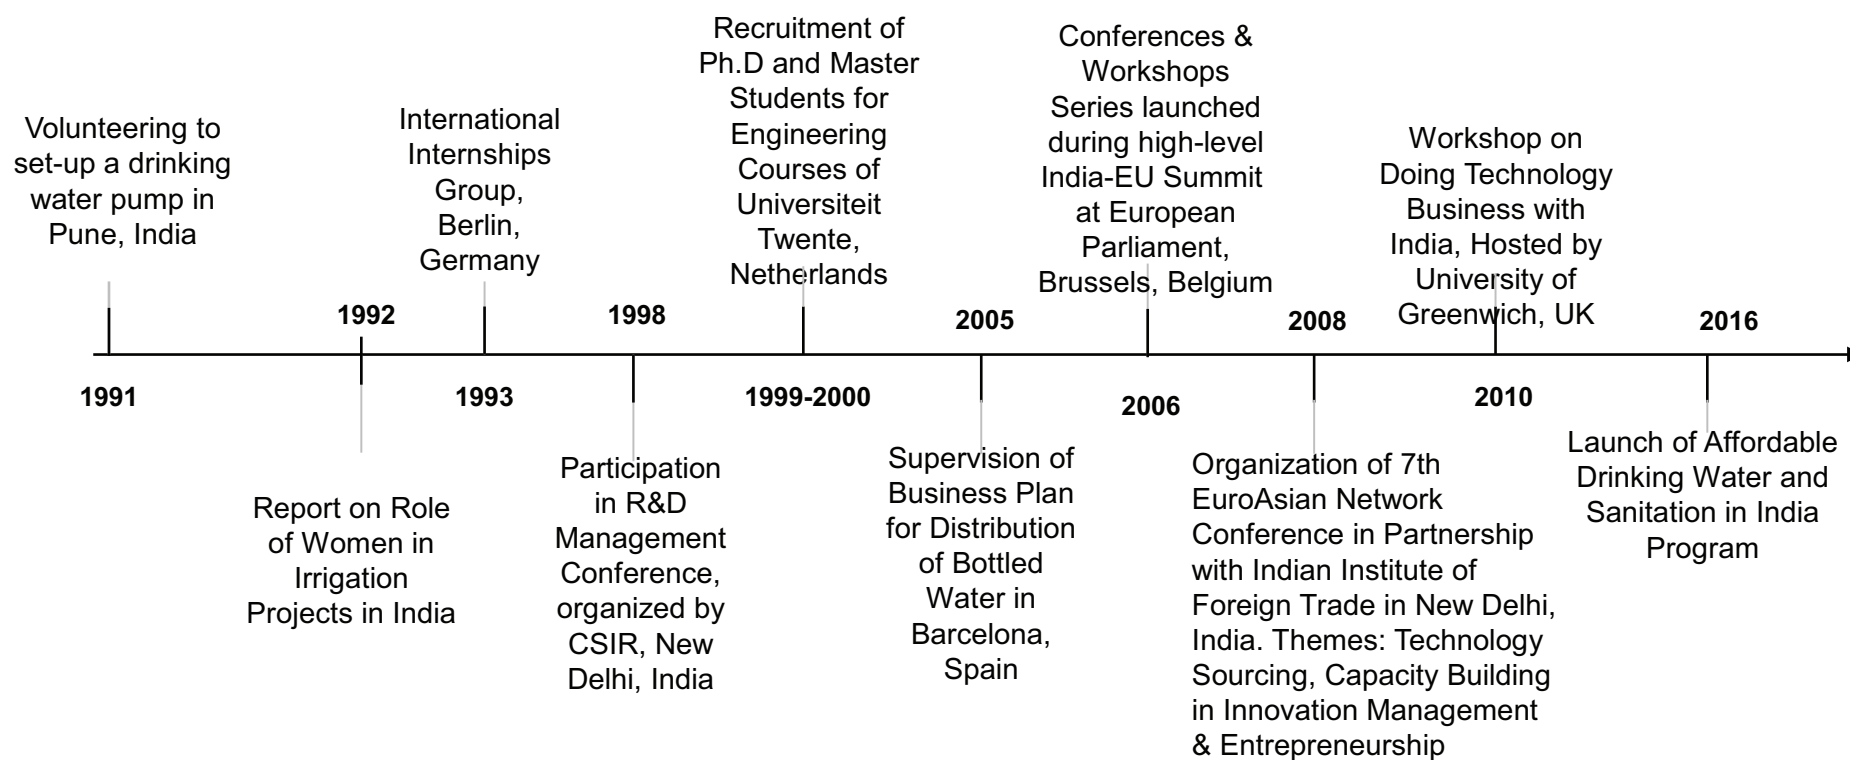 Volunteering to
set-up a drinking
water pump in
Pune, India
1991
1992
Report on Role
of Women in
Irrigation
Projects in India
International
Internships
Group,
Berlin,
Germany
1993
1998
Participation
in R&D
Management
Conference,
organized by
CSIR, New
Delhi, India
Recruitment of
Ph.D and Master
Students for
Engineering
Courses of
Universiteit
Twente,
Netherlands
1999-2000
2005
Supervision of
Business Plan
for Distribution
of Bottled
Water in
Barcelona,
Spain
Conferences &
Workshops
Series launched
during high-level
India-EU Summit
at European
Parliament,
Brussels, Belgium
2006
2008
Organization of 7th
EuroAsian Network
Conference in Partnership
with Indian Institute of
Foreign Trade in New Delhi,
India. Themes: Technology
Sourcing, Capacity Building
in Innovation Management
& Entrepreneurship
Workshop on
Doing Technology
Business with
India, Hosted by
University of
Greenwich, UK
2010
2016
Launch of Affordable
Drinking Water and
Sanitation in India
Program